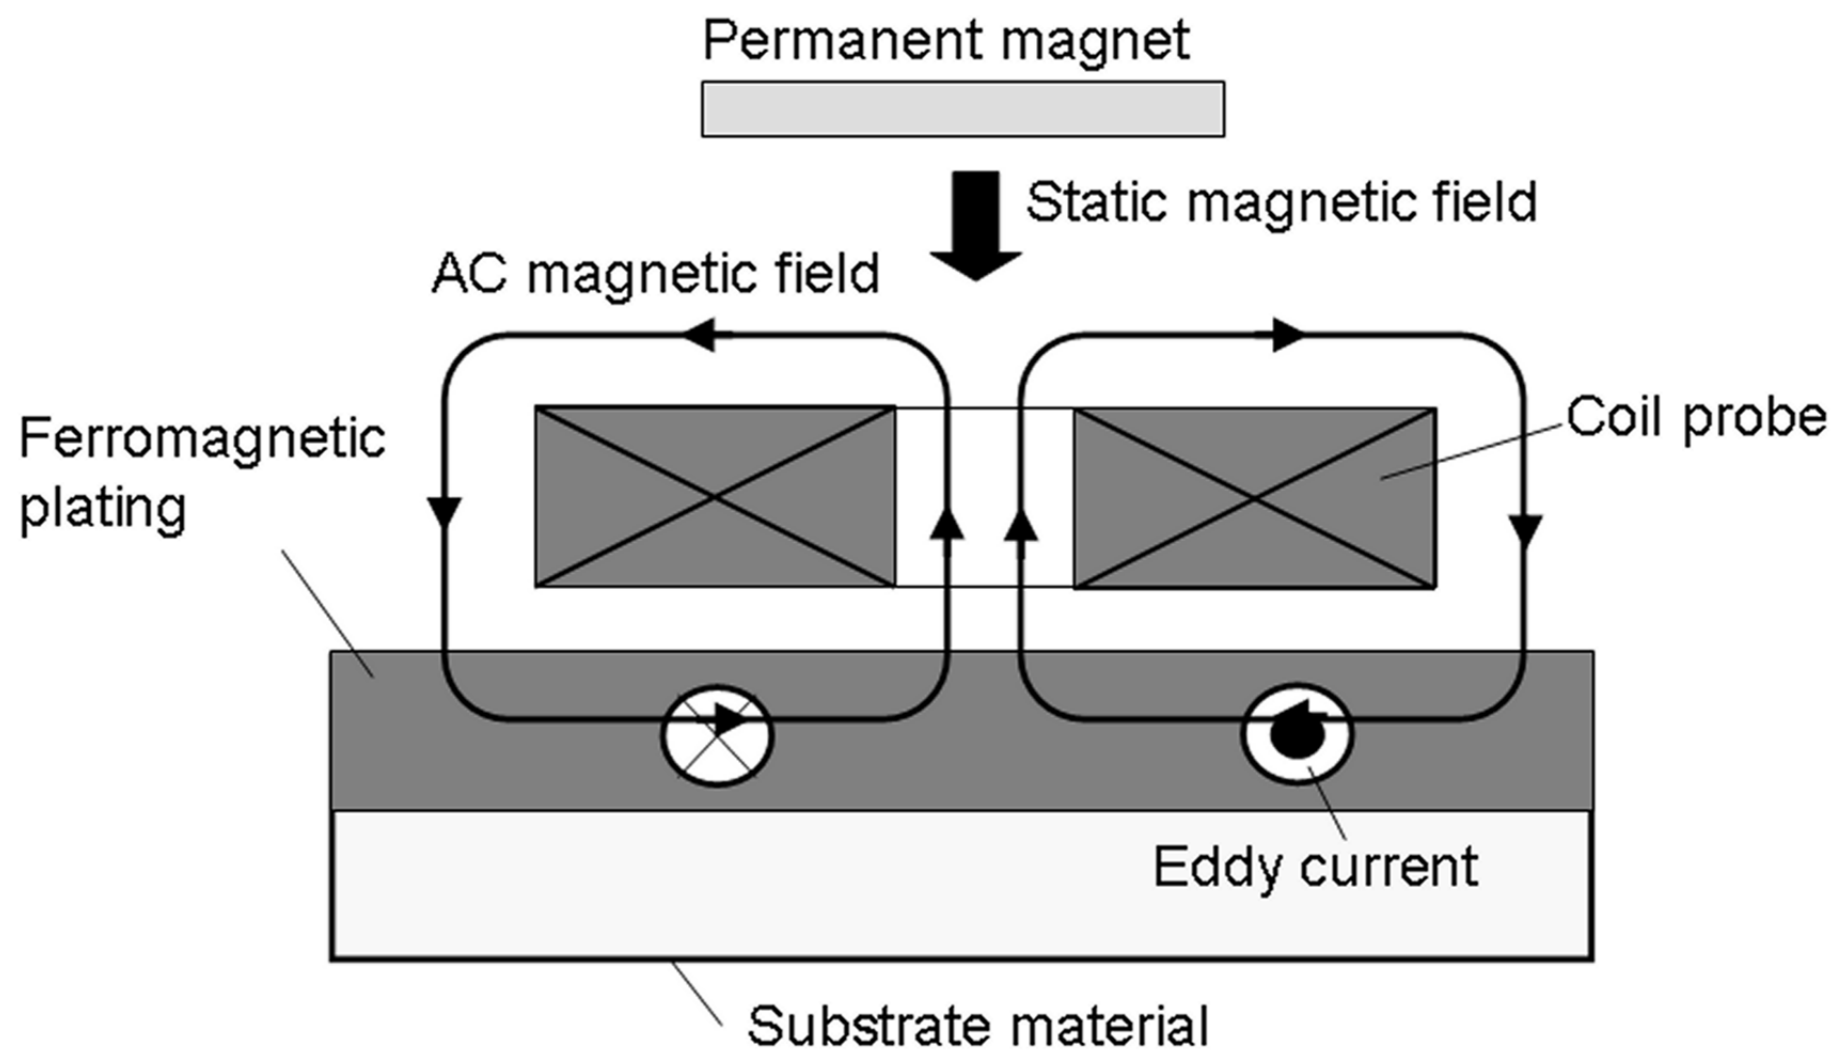 Permanent magnet
Static magnetic field
AC magnetic field
Ferromagnetic
plating
Coil probe
Eddy current
Substrate material